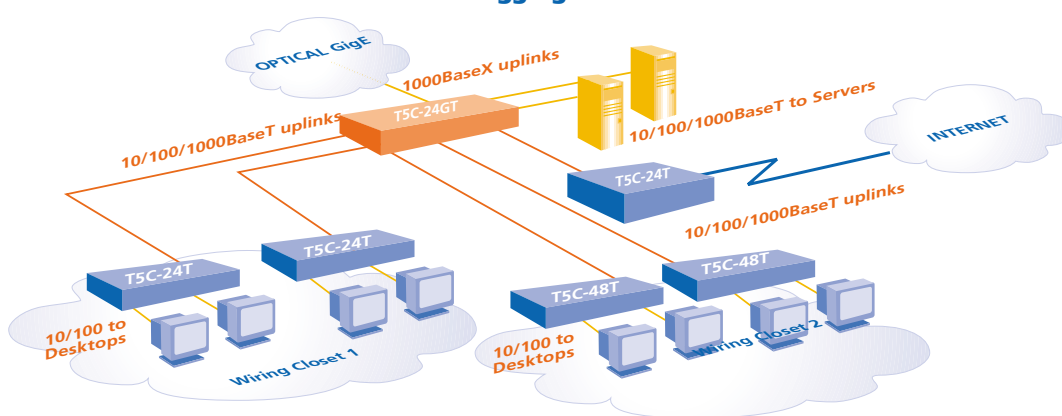 OPTICAL GigE
1000BaseX uplinks
T5C-24GT
10/100/1000BaseT uplinks
10/100/1000BaseT to Servers
INTERNET
T5C-24T
10/100/1000BaseT uplinks
T5C-24T
T5C-24T
T5C-48T
T5C-48T
10/100 to
Desktops
Wiring Closet 1
10/100 to
Desktops
Wiring Closet 2